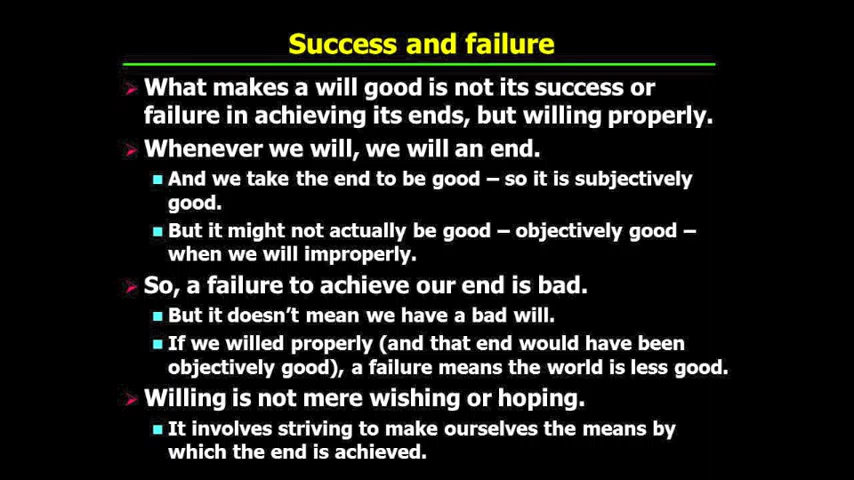 Success and failure
What makes a will good is not its success or
failure in achieving its ends, but willing properly.
Whenever we will, we will an end.
And we take the end to be good – so it is subjectively
good.
But it might not actually be good – objectively good –
when we will improperly.
So, a failure to achieve our end is bad.
But it doesn’t mean we have a bad will.
If we willed properly (and that end would have been
objectively good), a failure means the world is less good.
Willing is not mere wishing or hoping.
It involves striving to make ourselves the means by
which the end is achieved.